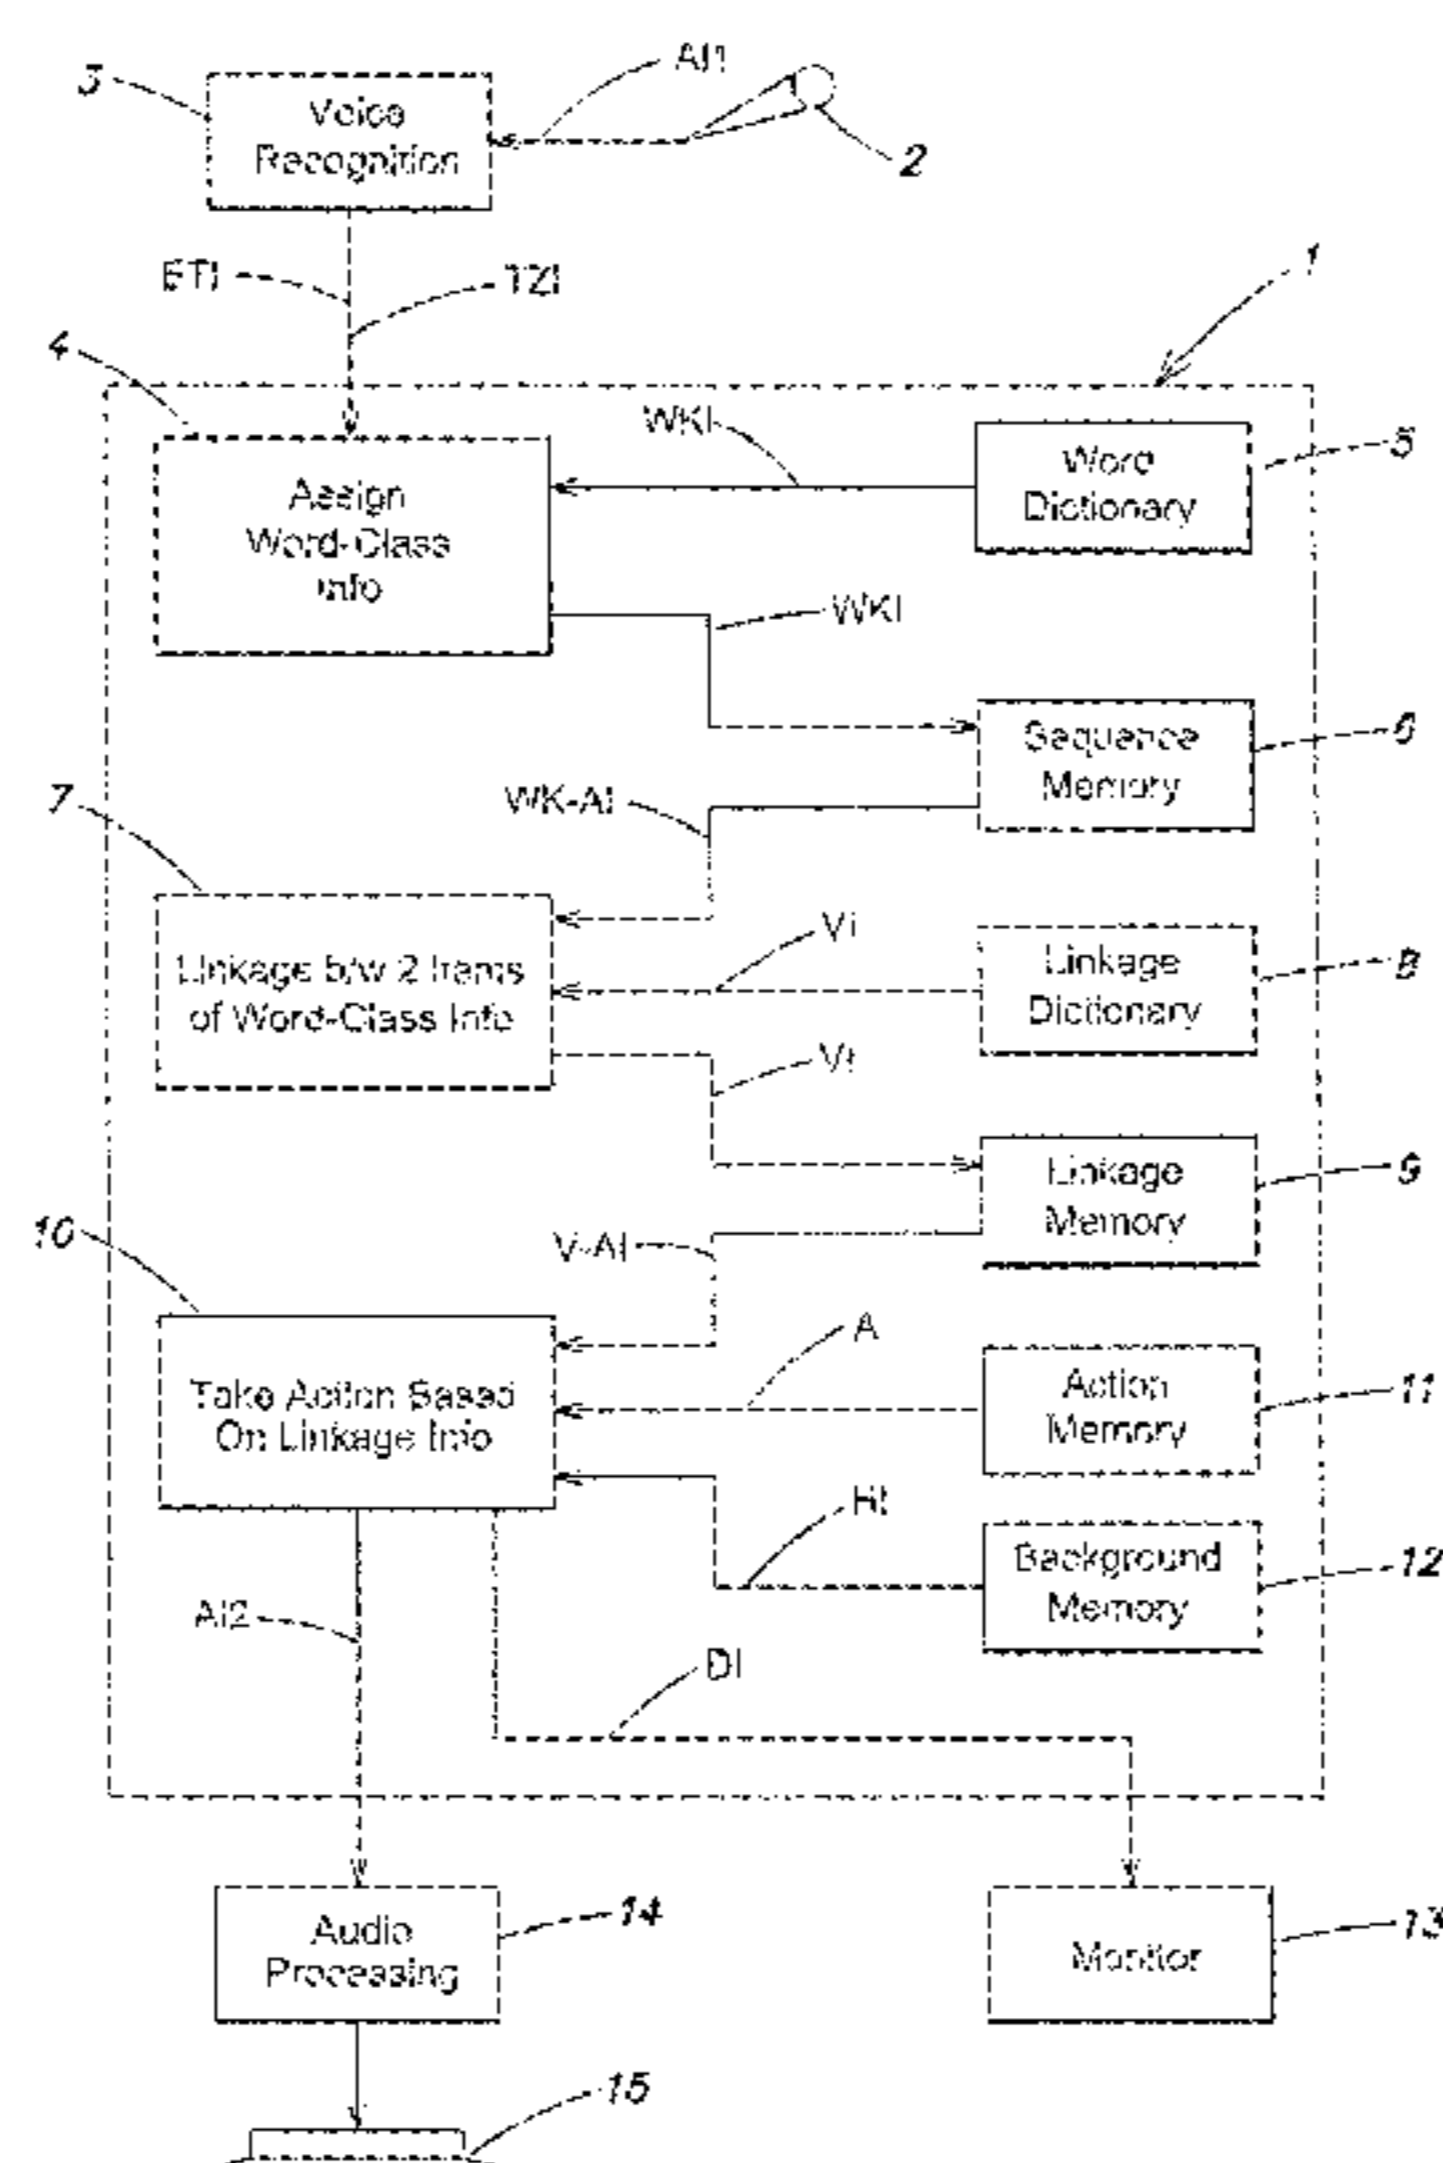 AI1
3
Voice
Recognition
2
ETI
TZI
1
4
WKI
5
Assign
Word-Class
Info
Word
Dictionary
WKI
6
Sequence
Memory
WK-AI
7
VI
8
Linkage b/w 2 Items
of Word-Class Info
Linkage
Dictionary
VI
9
Linkage
Memory
10
V-AI
A
11
Take Action Based
On Linkage Info
Action
Memory
12
Background
Memory
AI2
DI
14
Audio
Processing
13
Monitor
15